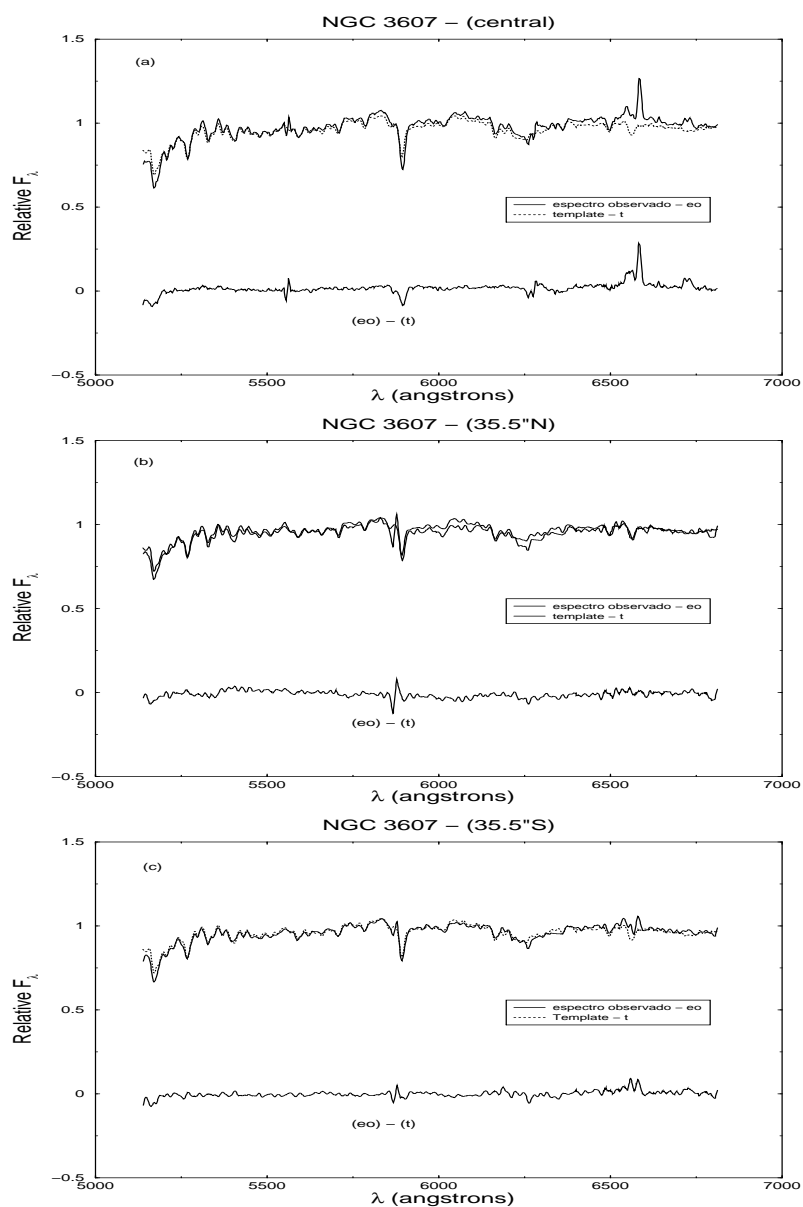 NGC 3607 − (central)
1.5
(a)
1
espectro observado − eo
template − t
0.5
0
(eo) − (t)
−0.5
5000 5500 6000 6500 7000
Relative Fλ
λ (angstrons)
NGC 3607 − (35.5"N)
1.5
(b)
1
espectro observado − eo
template − t
0.5
0
(eo) − (t)
−0.5
5000 5500 6000 6500 7000
Relative Fλ
λ (angstrons)
NGC 3607 − (35.5"S)
1.5
(c)
1
espectro observado − eo
Template − t
0.5
0
(eo) − (t)
−0.5
5000 5500 6000 6500 7000
Relative Fλ
λ (angstrons)